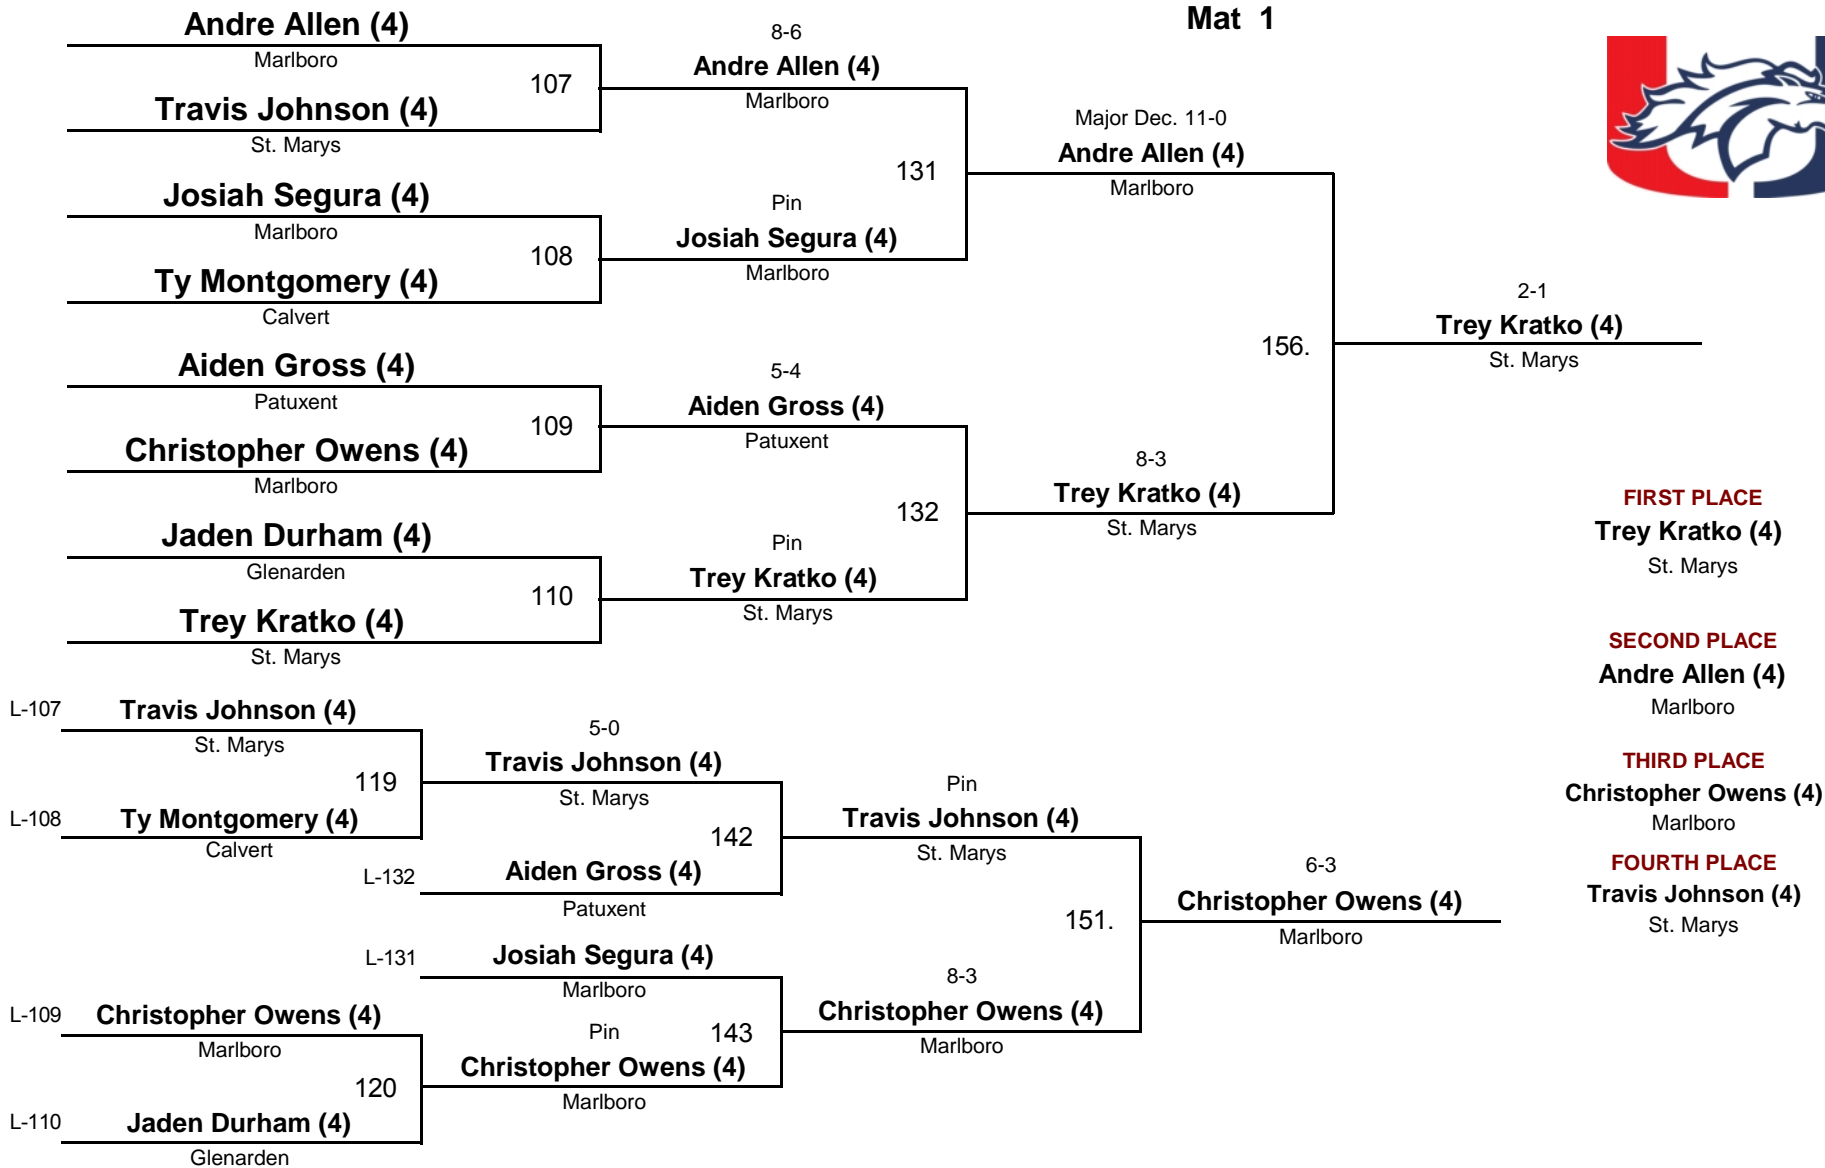 Mat 1
Andre Allen (4)
Marlboro
107
Travis Johnson (4)
St. Marys
Josiah Segura (4)
Marlboro
108
Ty Montgomery (4)
Calvert
Aiden Gross (4)
Patuxent
109
Christopher Owens (4)
Marlboro
Jaden Durham (4)
Glenarden
110
Trey Kratko (4)
St. Marys
8-6
Andre Allen (4)
Marlboro
131
Pin
Josiah Segura (4)
Marlboro
5-4
Aiden Gross (4)
Patuxent
132
Pin
Trey Kratko (4)
St. Marys
Major Dec. 11-0
Andre Allen (4)
Marlboro
156.
8-3
Trey Kratko (4)
St. Marys
2-1
Trey Kratko (4)
St. Marys
L-107
Travis Johnson (4)
St. Marys
119
L-108
Ty Montgomery (4)
Calvert
L-109
Christopher Owens (4)
Marlboro
120
L-110
Jaden Durham (4)
Glenarden
5-0
Travis Johnson (4)
St. Marys
142
L-132
Aiden Gross (4)
Patuxent
L-131
Josiah Segura (4)
Marlboro
143
Pin
Christopher Owens (4)
Marlboro
Pin
Travis Johnson (4)
St. Marys
151.
8-3
Christopher Owens (4)
Marlboro
6-3
Christopher Owens (4)
Marlboro
FIRST PLACE
Trey Kratko (4)
St. Marys
SECOND PLACE
Andre Allen (4)
Marlboro
THIRD PLACE
Christopher Owens (4)
Marlboro
FOURTH PLACE
Travis Johnson (4)
St. Marys